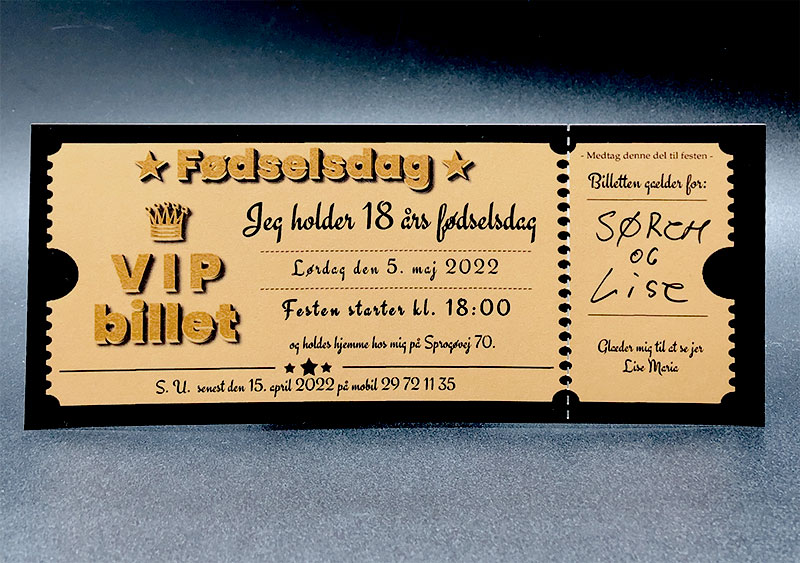 Fødselsdag
VIP
billet
Jeg holder 18 års fødselsdag
Lørdag den 5. maj 2022
Festen starter kl. 18:00
og holdes hjemme hos mig på Sprogøvej 70.
S. U. senest den 15. april 2022 på mobil 29 72 11 35
- Medtag denne del til festen -
Billetten gælder for:
SØREN
OG
Lise
Glæder mig til at se jer
Lise Maria